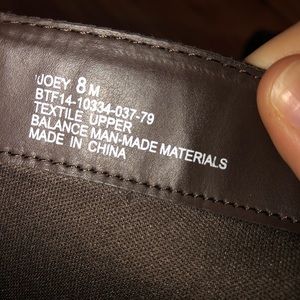 JOEY 8 M
BTF14-10334-037-79
TEXTILE UPPER
BALANCE MAN-MADE MATERIALS
MADE IN CHINA